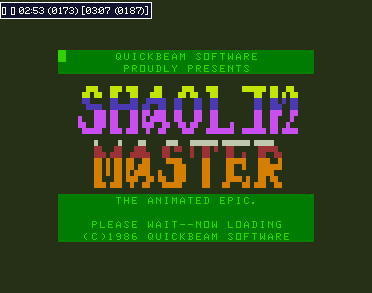 02:53(0173)[0307(0187)]
QUICKBEAM SOFTWARE
PROUDLY PRESENTS
SHAOLIN
MASTER
THE ANIMATED EPIC.
PLEASE WAIT--NOW LOADING
(C)1986 QUICKBEAM SOFTWARE